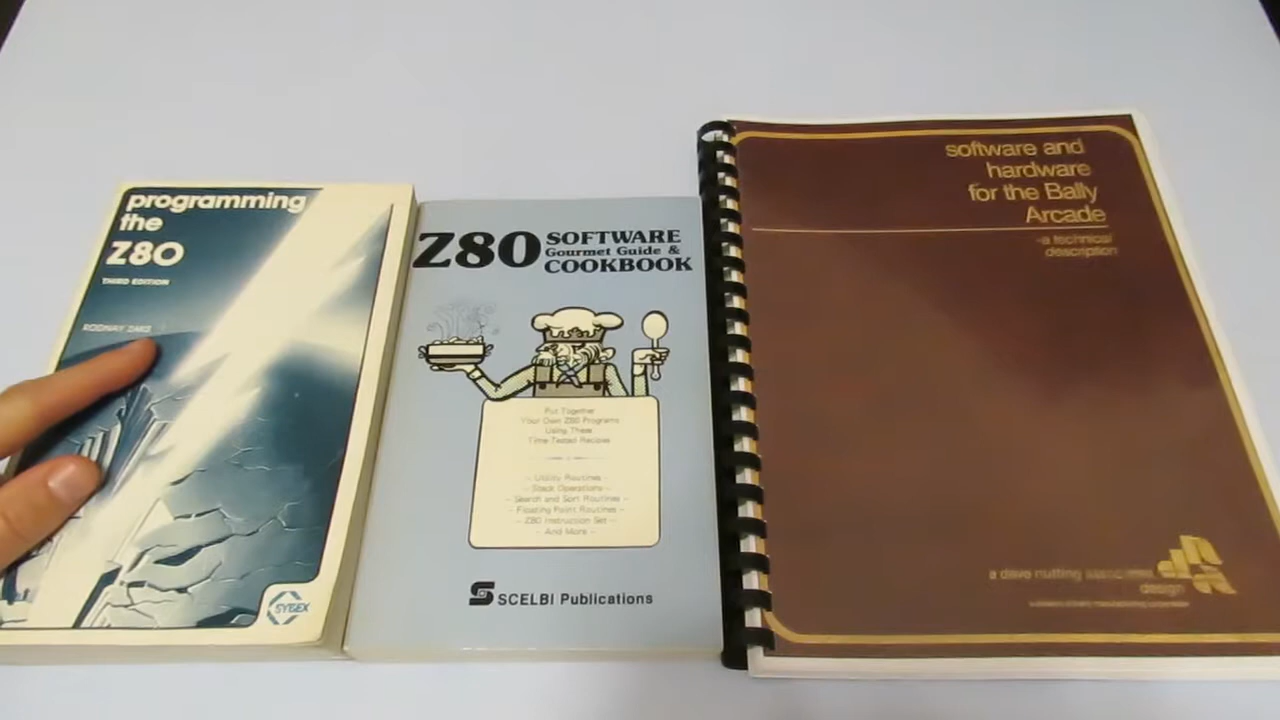 programming
the
Z80
THIRD EDITION
RODNAY ZAKS
SYBEX
Z80 SOFTWARE
Gourmet Guide &
COOKBOOK
Put Together
Your Own Z80 Programs
Using These
Time-Tested Recipes
- Utility Routines -
- Stack Operations -
- Search and Sort Routines -
- Floating Point Routines -
- Z80 Instruction Set -
- And More -
SCELBI Publications
software and
hardware
for the Bally
Arcade
-a technical
description
a dave nutting associates
design